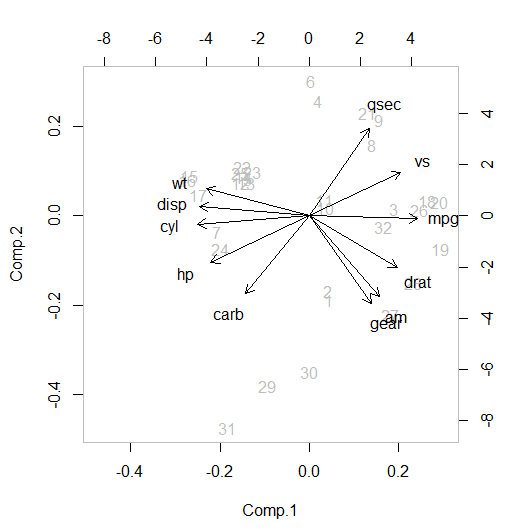 -8 -6 -4 -2 0 2 4
6
4
qsec
21
9
4
0.2
8
vs
2
22
23
15
wt
17
disp
11
10
18
20
3
26
0.0
0
mpg
cyl
7
32
24
19
Comp.2
hp
-2
drat
2
1
carb
-0.2
27
am
gear
-4
30
29
-6
-0.4
31
-8
-0.4 -0.2 0.0 0.2
Comp.1